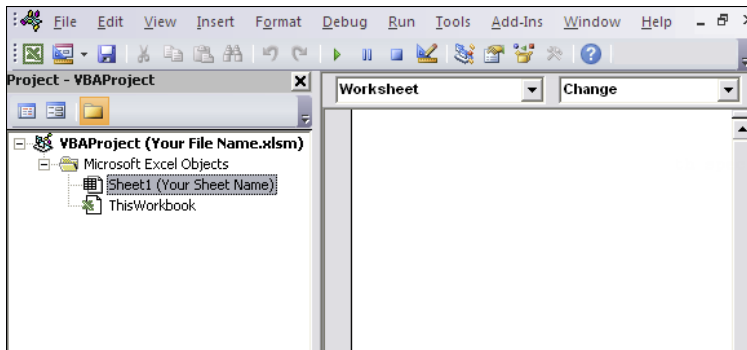 File Edit View Insert Format Debug Run Tools Add-Ins Window Help
Project - VBAProject
Worksheet Change
VBAProject (Your File Name.xlsm)
Microsoft Excel Objects
Sheet1 (Your Sheet Name)
ThisWorkbook